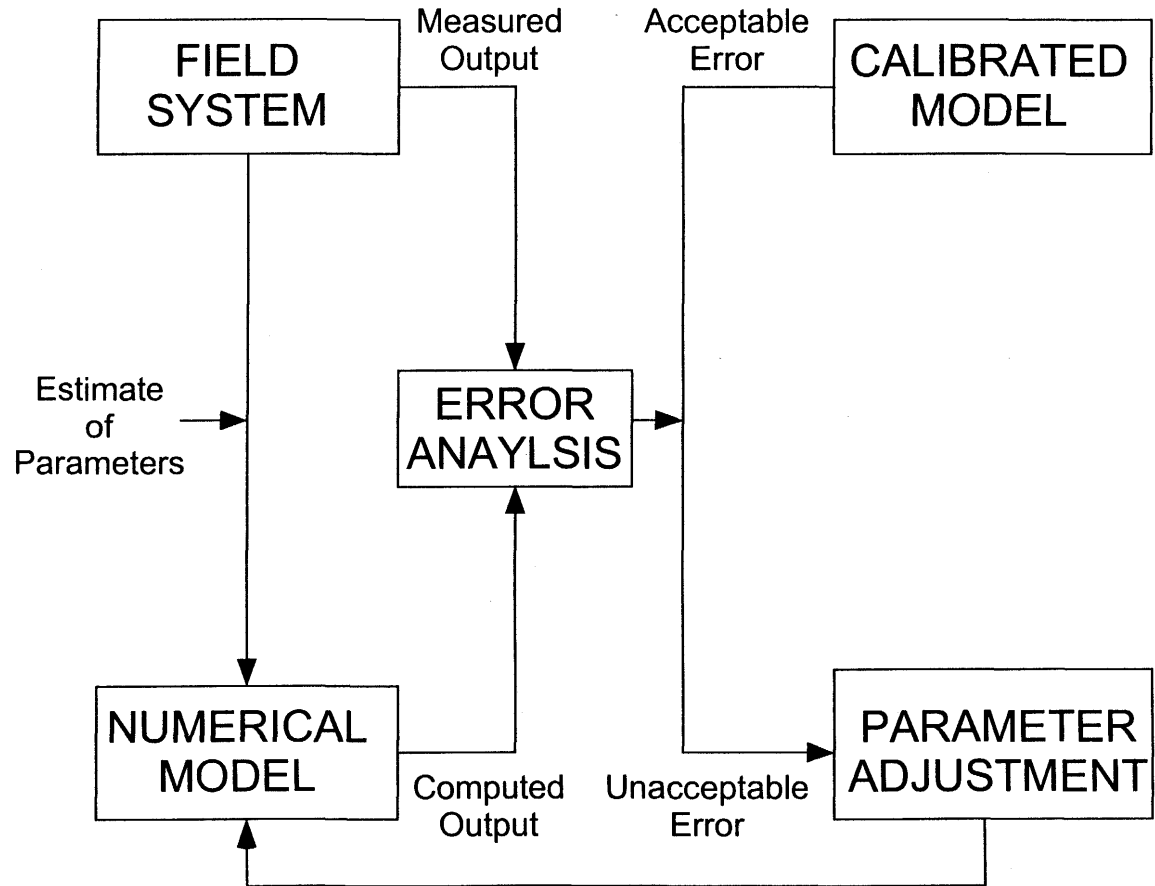 FIELD
SYSTEM
Measured
Output
Acceptable
Error
CALIBRATED
MODEL
Estimate
of
Parameters
ERROR
ANAYLSIS
NUMERICAL
MODEL
Computed
Output
Unacceptable
Error
PARAMETER
ADJUSTMENT